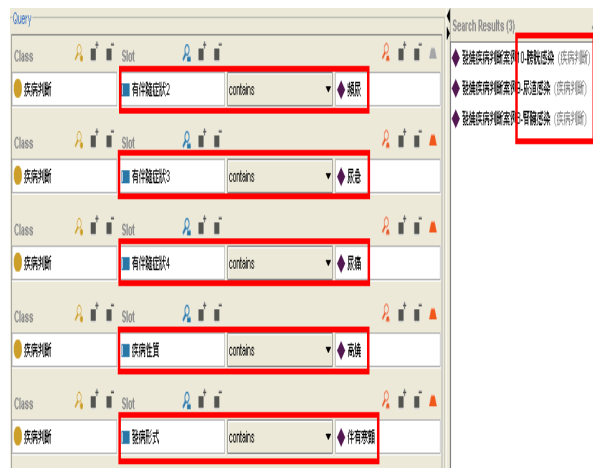 Query
Class Slot
疾病判斷 有伴隨症狀2 contains 頻尿
Class Slot
疾病判斷 有伴隨症狀3 contains 尿急
Class Slot
疾病判斷 有伴隨症狀4 contains 尿痛
Class Slot
疾病判斷 疾病性質 contains 高燒
Class Slot
疾病判斷 發病形式 contains 伴有寒顫
Search Results (3)
發燒疾病判斷案例10-膀胱感染 (疾病判斷)
發燒疾病判斷案例9-尿道感染 (疾病判斷)
發燒疾病判斷案例8-腎臟感染 (疾病判斷)